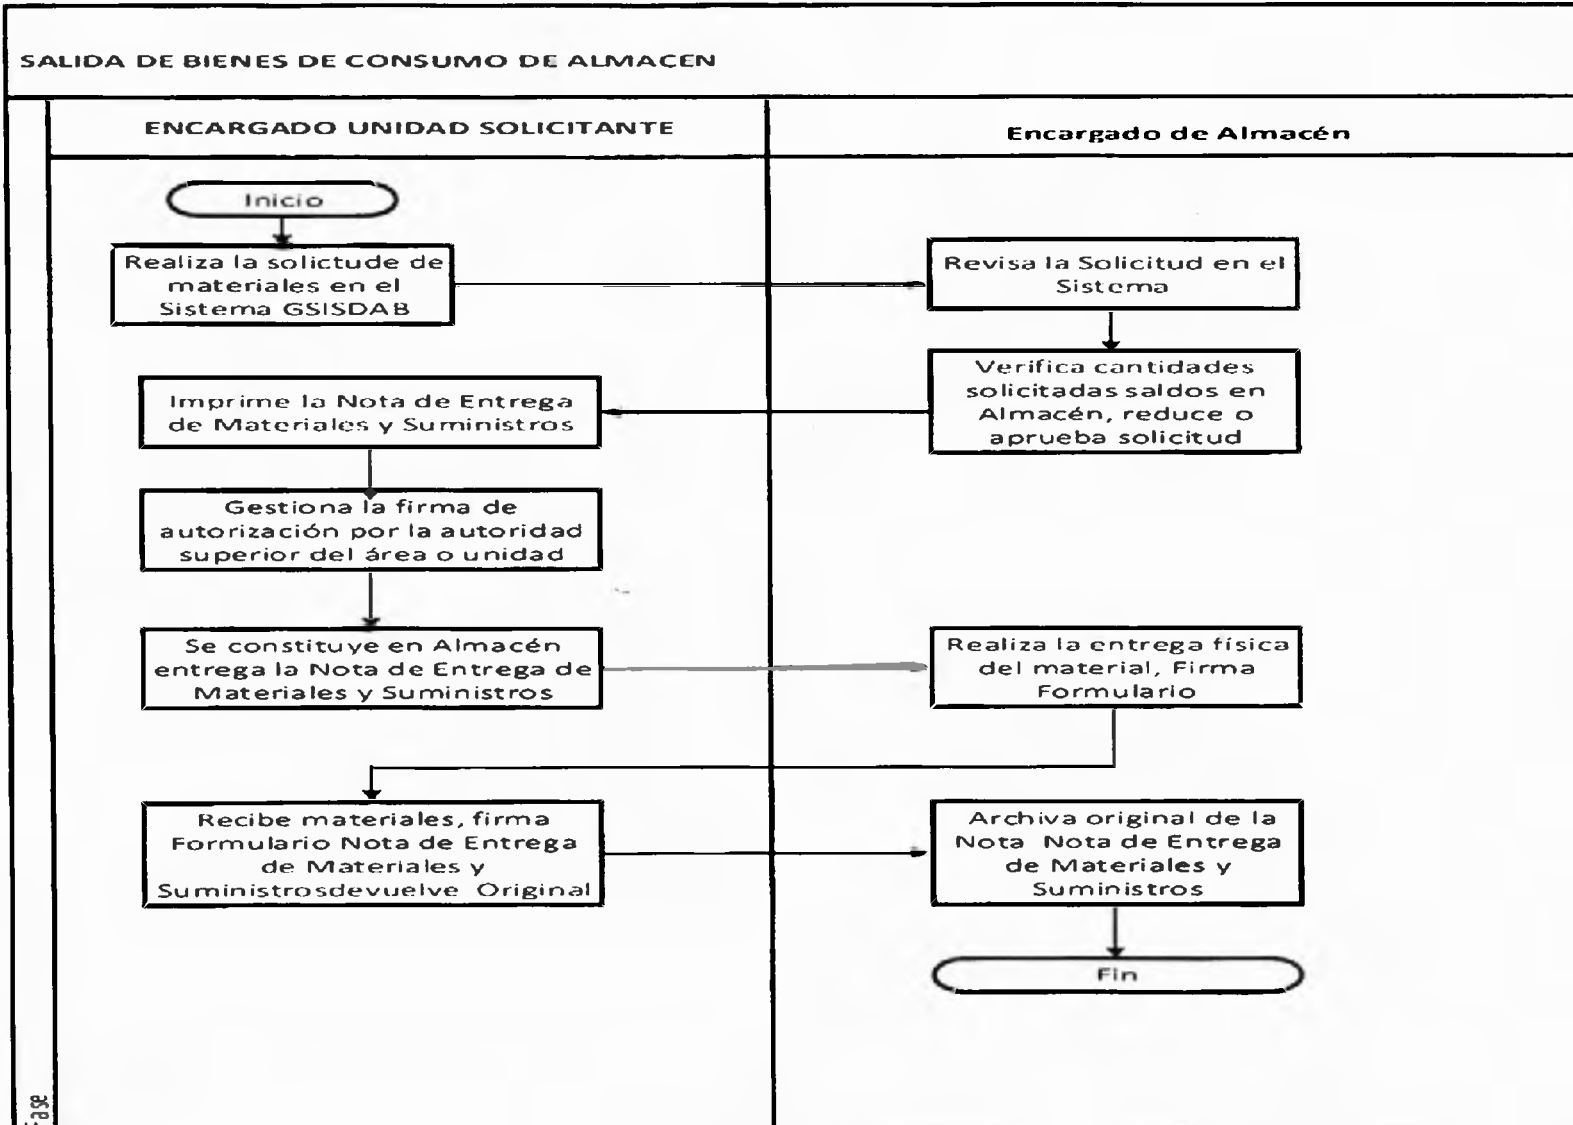 SALIDA DE BIENES DE CONSUMO DE ALMACEN
ENCARGADO UNIDAD SOLICITANTE
Encargado de Almacén
Inicio
Realiza la solictude de
materiales en el
Sistema GSISDAB
Revisa la Solicitud en el
Sistema
Verifica cantidades
solicitadas saldos en
Almacén, reduce o
aprueba solicitud
Imprime la Nota de Entrega
de Materiales y Suministros
Gestiona la firma de
autorización por la autoridad
superior del área o unidad
Se constituye en Almacén
entrega la Nota de Entrega de
Materiales y Suministros
Realiza la entrega física
del material, Firma
Formulario
Recibe materiales, firma
Formulario Nota de Entrega
de Materiales y
Suministrosdevuelve Original
Archiva original de la
Nota Nota de Entrega
de Materiales y
Suministros
Fin
Fase